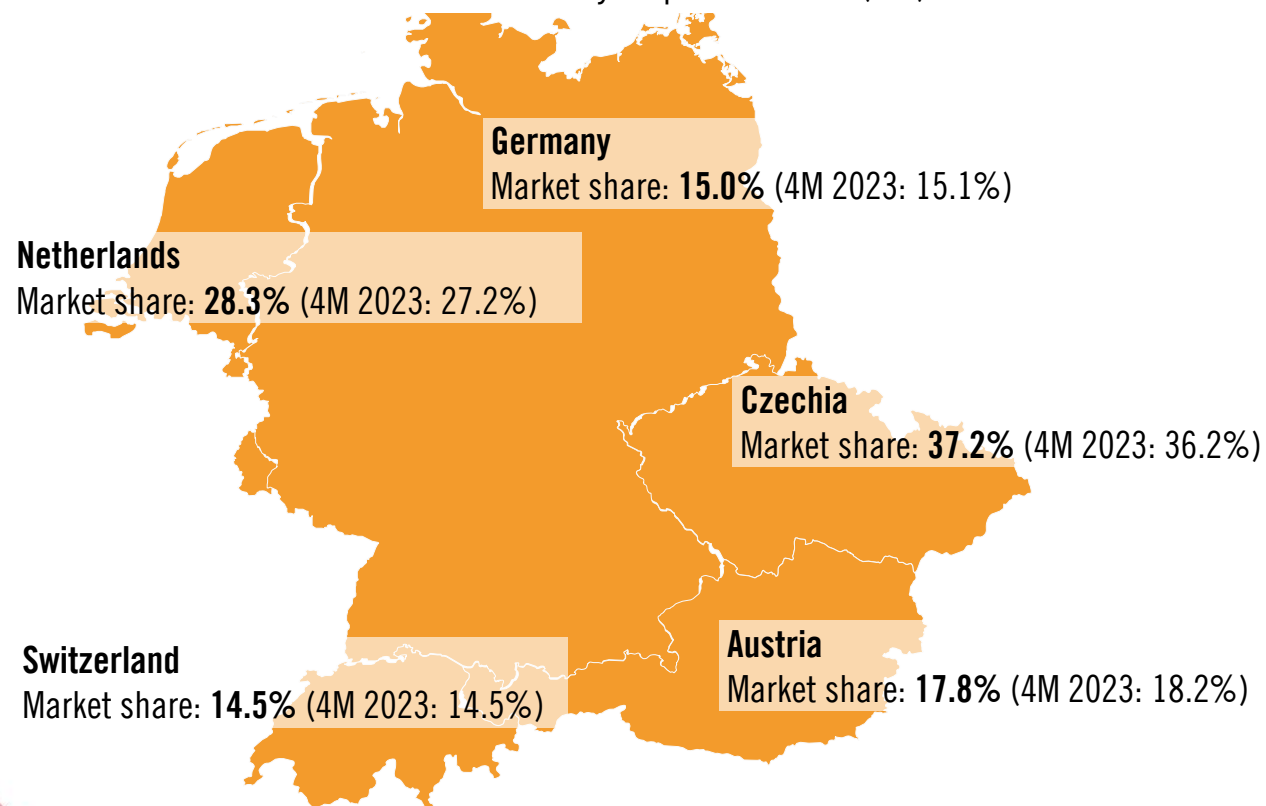 Germany
Market share: 15.0% (4M 2023: 15.1%)
Netherlands
Market share: 28.3% (4M 2023: 27.2%)
Czechia
Market share: 37.2% (4M 2023: 36.2%)
Switzerland
Market share: 14.5% (4M 2023: 14.5%)
Austria
Market share: 17.8% (4M 2023: 18.2%)